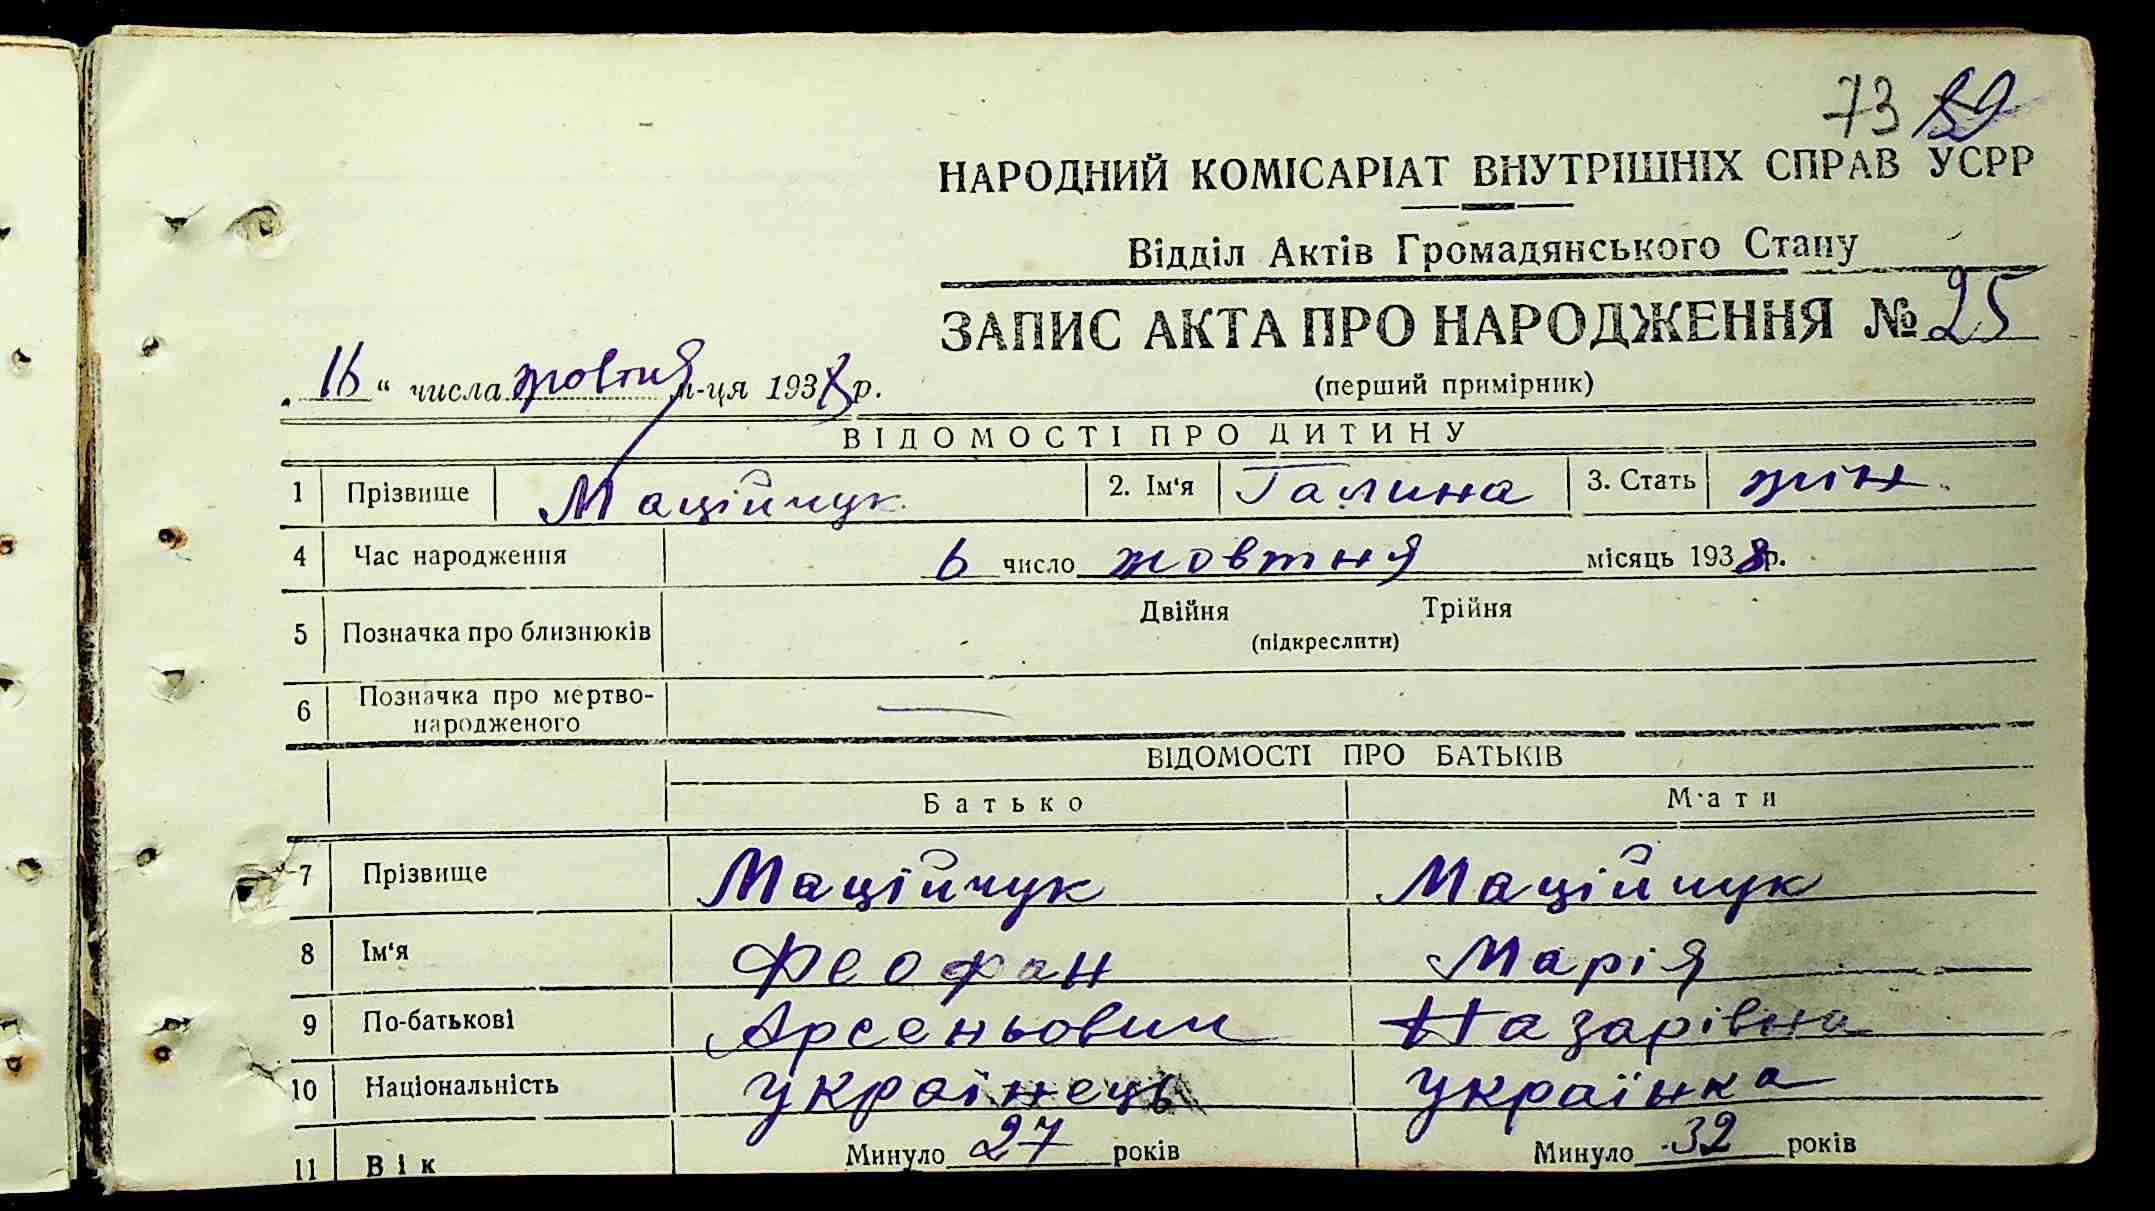 73 59
НАРОДНИЙ КОМІСАРІАТ ВНУТРІШНІХ СПРАВ УСРР
Відділ Актів Громадянського Стану
ЗАПИС АКТА ПРО НАРОДЖЕННЯ № 25
„ 16 “ числа жовтня м-ця 1938 р.
(перший примірник)
ВІДОМОСТІ ПРО ДИТИНУ
1 Прізвище Маційчук 2. Ім‘я Галина 3. Стать жін.
4 Час народження 6 число жовтня місяць 1938 р.
5 Позначка про близнюків Двійня Трійня
(підкреслити)
6 Позначка про мертво-
народженого —
ВІДОМОСТІ ПРО БАТЬКІВ
Батько Мати
7 Прізвище Маційчук Маційчук
8 Ім‘я Феофан Марія
9 По-батькові Арсеньович Назарівна
10 Національність українець українка
11 Вік Минуло 27 років Минуло 32 років